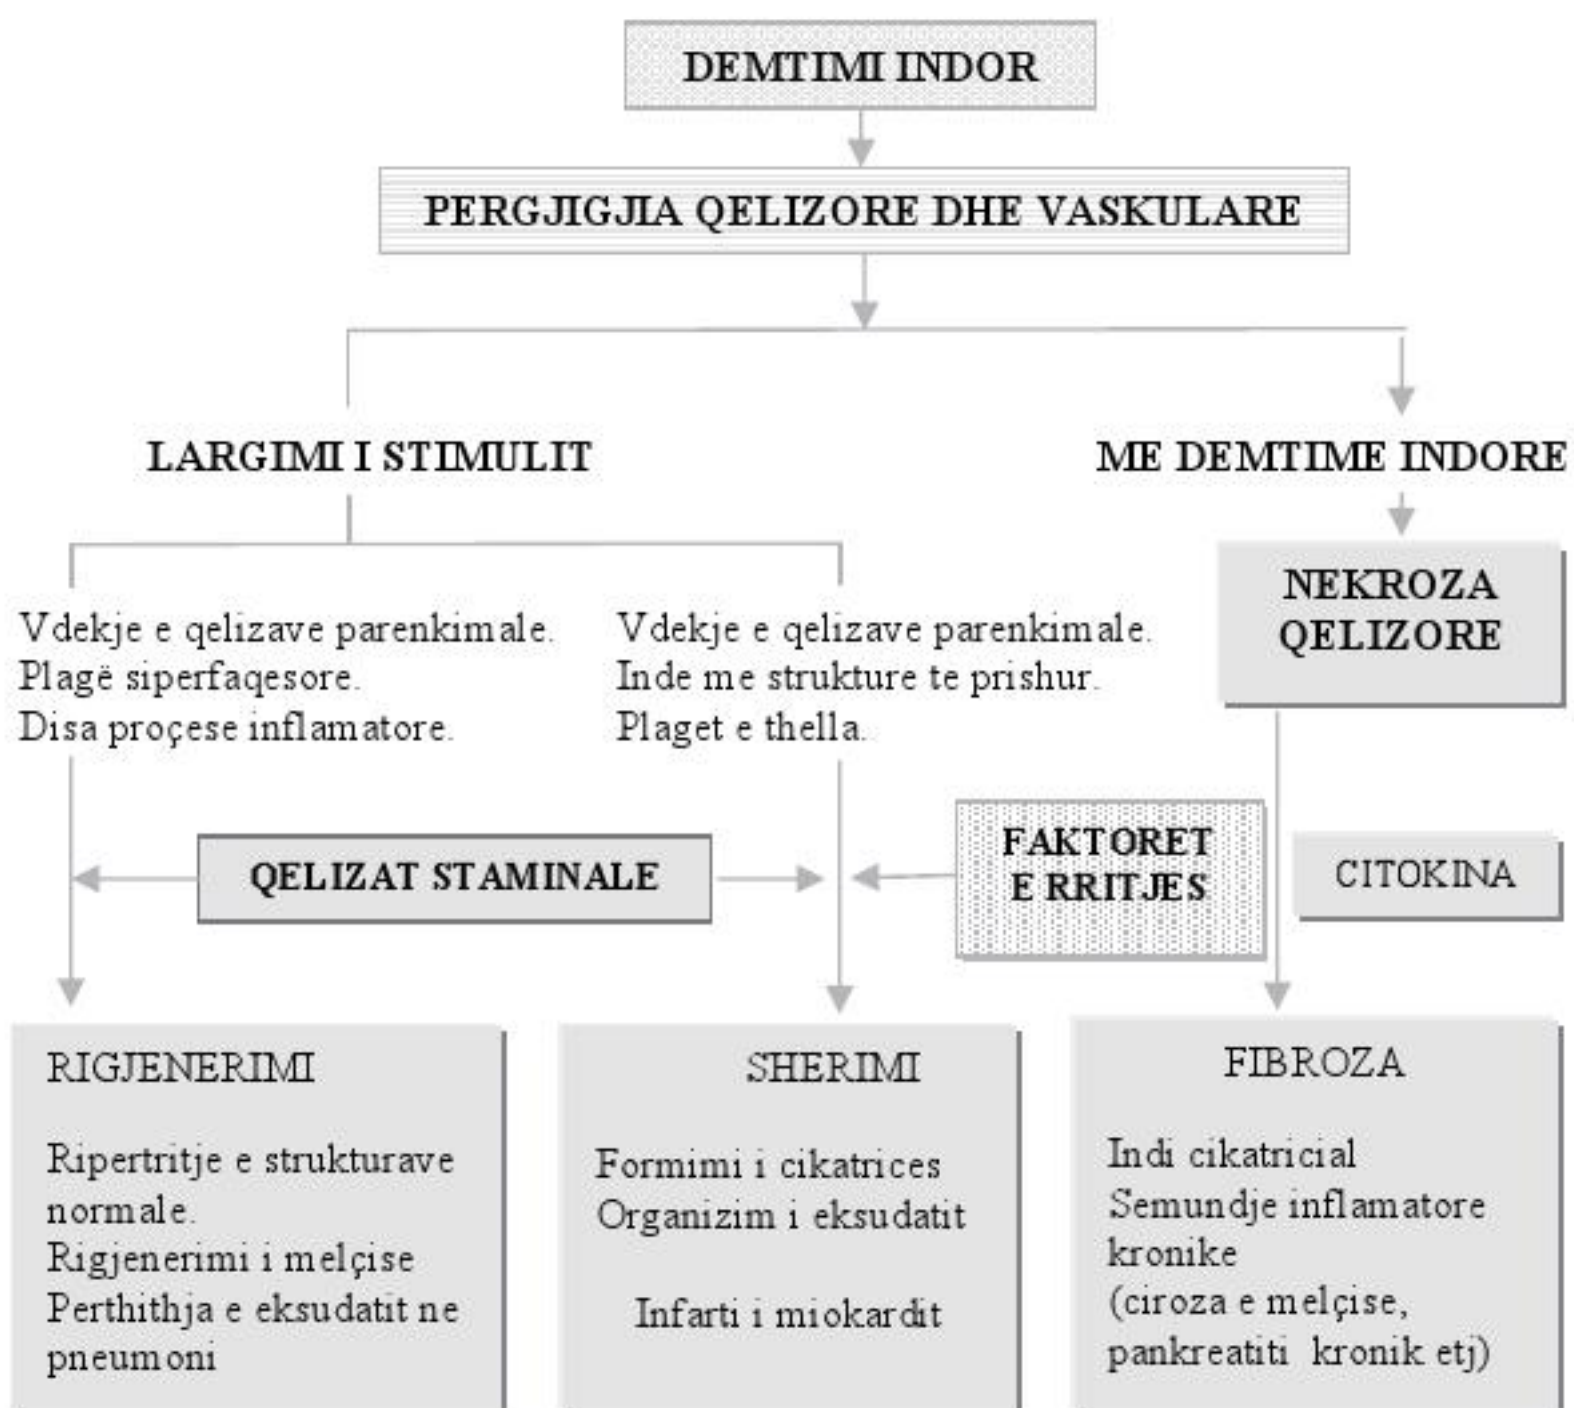 DEMTIMI INDOR
PERGJIGJIA QELIZORE DHE VASKULARE
LARGIMI I STIMULIT
ME DEMTIME INDORE
Vdekje e qelizave parenkimale.
Plagë siperfaqesore.
Disa proçese inflamatore.
Vdekje e qelizave parenkimale.
Inde me strukture te prishur.
Plaget e thella.
NEKROZA
QELIZORE
QELIZAT STAMINALE
FAKTORET
E RRITJES
CITOKINA
RIGJENERIMI
Ripertritje e strukturave
normale.
Rigjenerimi i melçise
Perthithja e eksudatit ne
pneumoni
SHERIMI
Formimi i cikatrices
Organizim i eksudatit
Infarti i miokardit
FIBROZA
Indi cikatricial
Semundje inflamatore
kronike
(ciroza e melçise,
pankreatiti kronik etj)